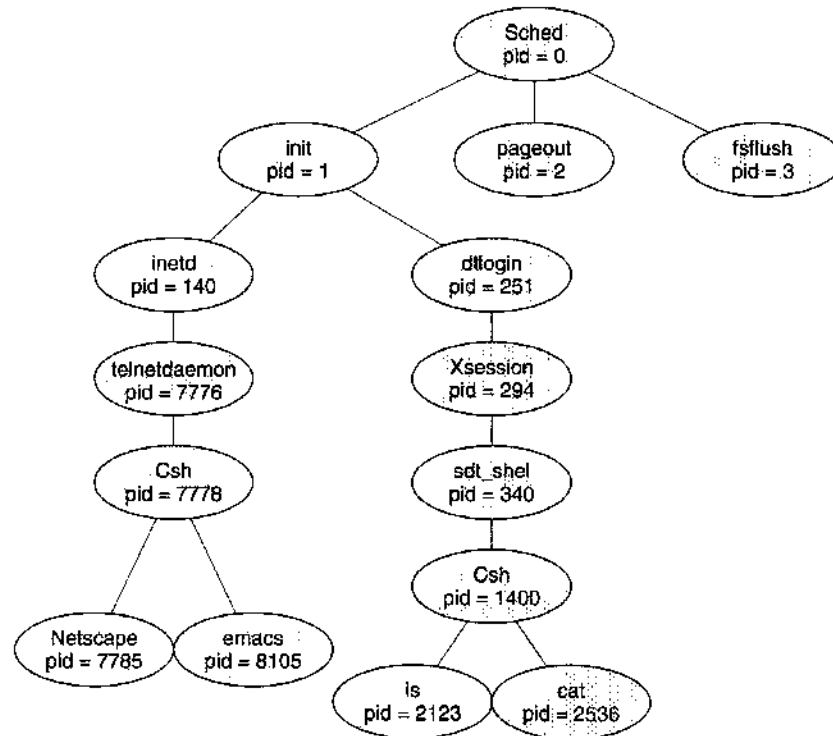 Sched
pid = 0
init
pid = 1
pageout
pid = 2
fsflush
pid = 3
inetd
pid = 140
dtlogin
pid = 251
telnetdaemon
pid = 7776
Xsession
pid = 294
Csh
pid = 7778
sdt_shel
pid = 340
Csh
pid = 1400
Netscape
pid = 7785
emacs
pid = 8105
ls
pid = 2123
cat
pid = 2536